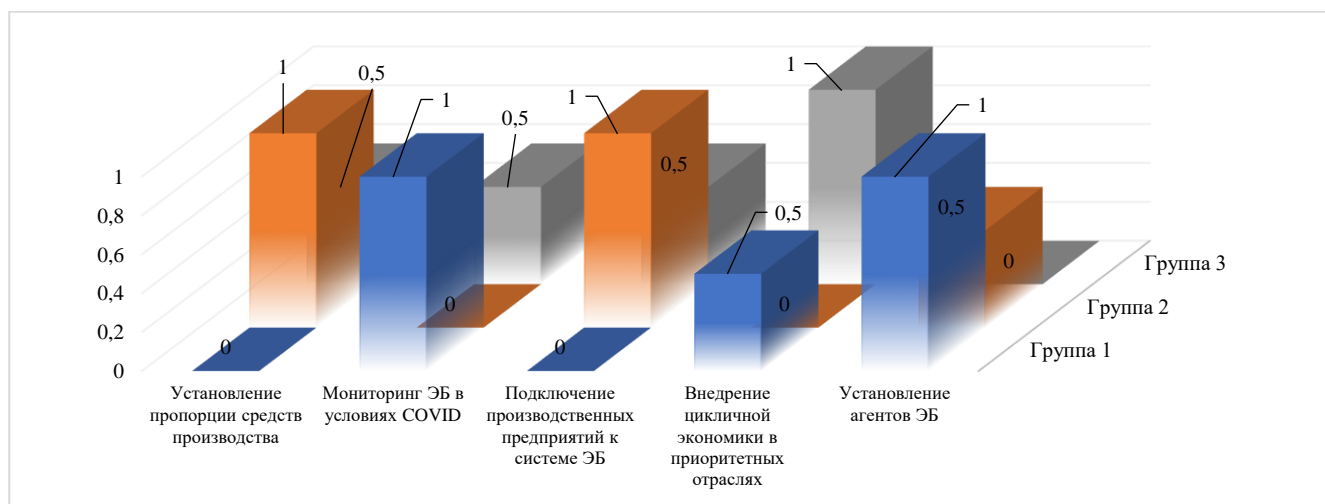 1
0,5
1
0,5
1
0,5
0,5
1
1
0,5
0
0
0
0
0
1
0,8
0,6
0,4
0,2
0
Группа 3
Группа 2
Группа 1
Установление
пропорции средств
производства
Мониторинг ЭБ в
условиях COVID
Подключение
производственных
предприятий к
системе ЭБ
Внедрение
цикличной
экономики в
приоритетных
отраслях
Установление
агентов ЭБ